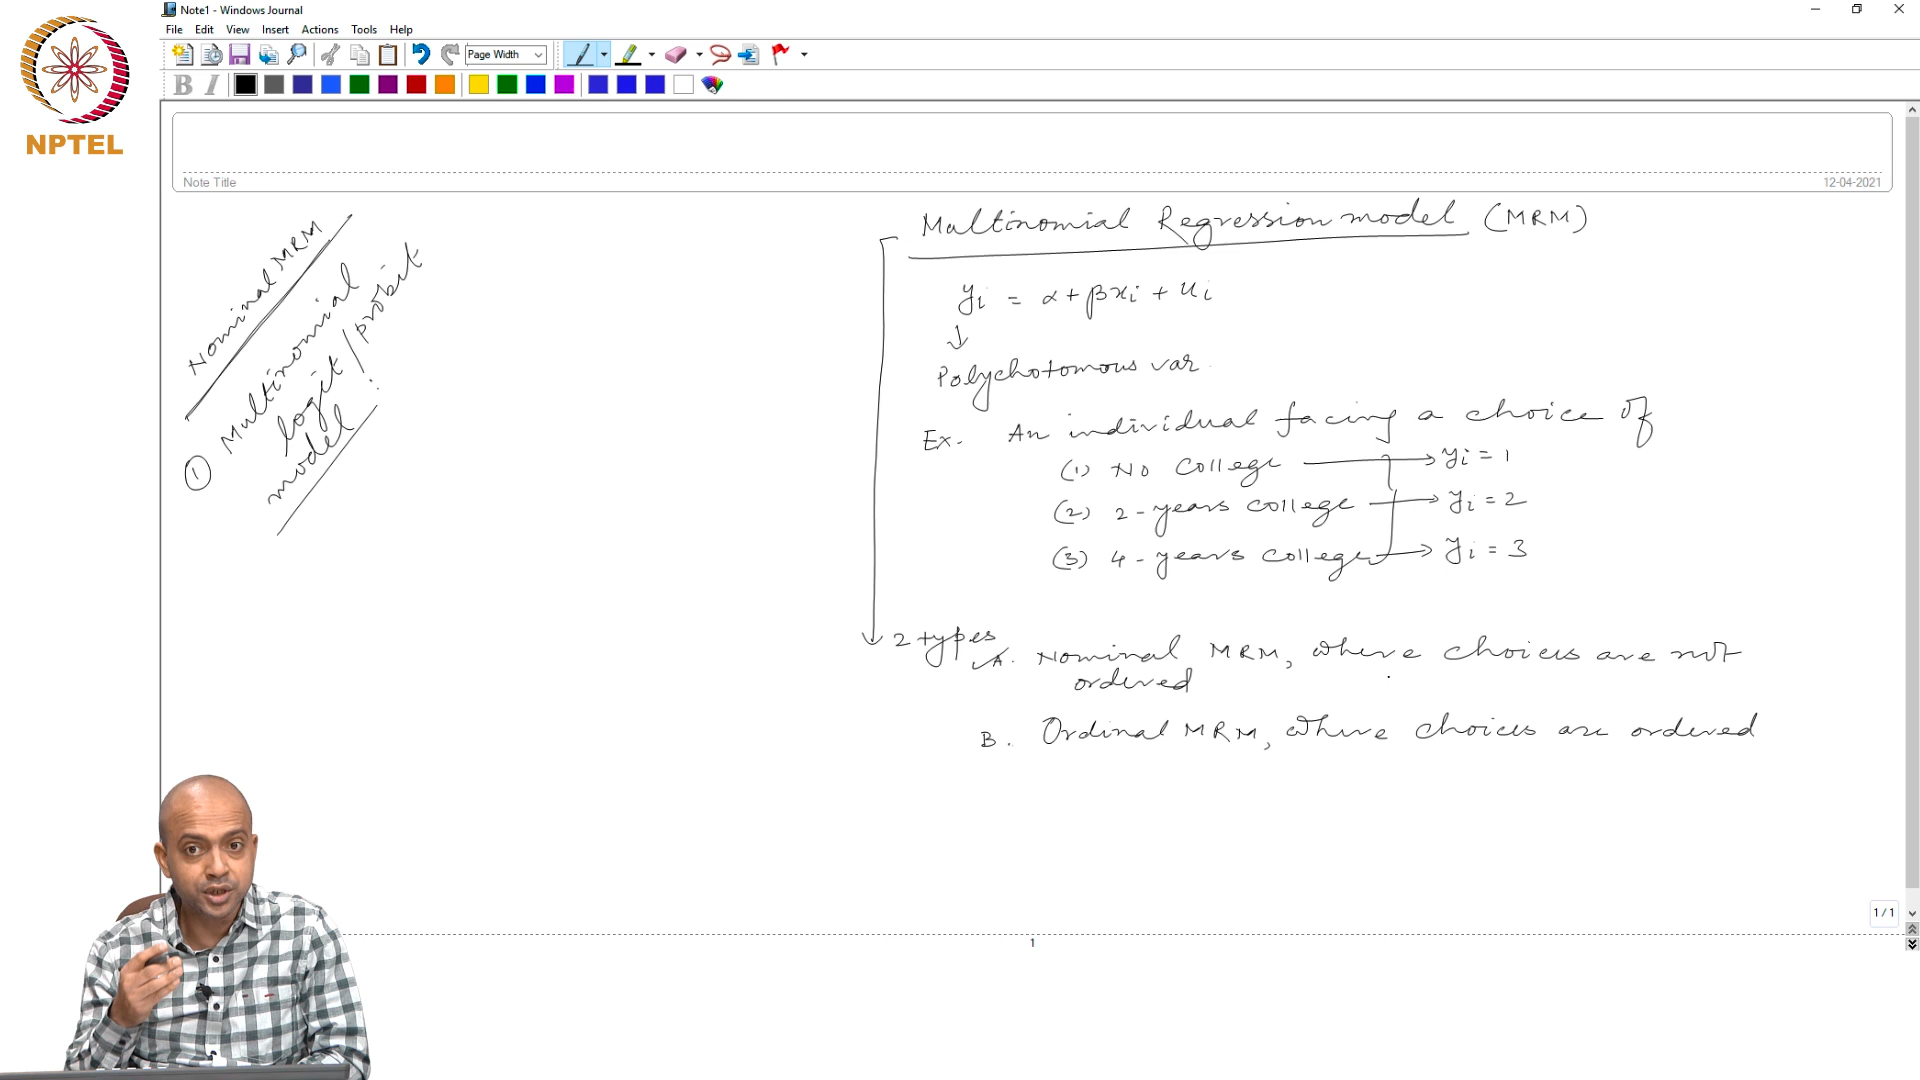 Note1 - Windows Journal
File Edit View Insert Actions Tools Help
Page Width
B I
NPTEL
Note Title
12-04-2021
Multinomial Regression model (MRM)
yi = α + βxi + ui
↓
Polychotomous var.
Ex. An individual facing a choice of
(1) No College → yi = 1
(2) 2-years college → yi = 2
(3) 4-years college → yi = 3
2 types
A. Nominal MRM, where choices are not
ordered
B. Ordinal MRM, where choices are ordered
Nominal MRM
① Multinomial
logit/probit
model
1/1
1